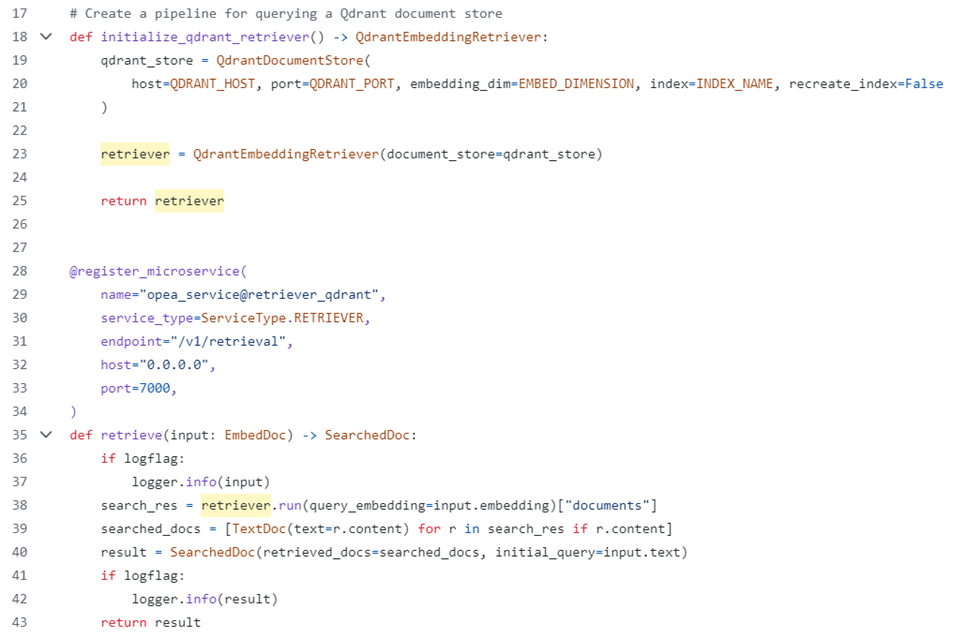 17 # Create a pipeline for querying a Qdrant document store
18 def initialize_qdrant_retriever() -> QdrantEmbeddingRetriever:
19     qdrant_store = QdrantDocumentStore(
20         host=QDRANT_HOST, port=QDRANT_PORT, embedding_dim=EMBED_DIMENSION, index=INDEX_NAME, recreate_index=False
21     )
22
23     retriever = QdrantEmbeddingRetriever(document_store=qdrant_store)
24
25     return retriever
26
27
28 @register_microservice(
29     name="opea_service@retriever_qdrant",
30     service_type=ServiceType.RETRIEVER,
31     endpoint="/v1/retrieval",
32     host="0.0.0.0",
33     port=7000,
34 )
35 def retrieve(input: EmbedDoc) -> SearchedDoc:
36     if logflag:
37         logger.info(input)
38     search_res = retriever.run(query_embedding=input.embedding)["documents"]
39     searched_docs = [TextDoc(text=r.content) for r in search_res if r.content]
40     result = SearchedDoc(retrieved_docs=searched_docs, initial_query=input.text)
41     if logflag:
42         logger.info(result)
43     return result